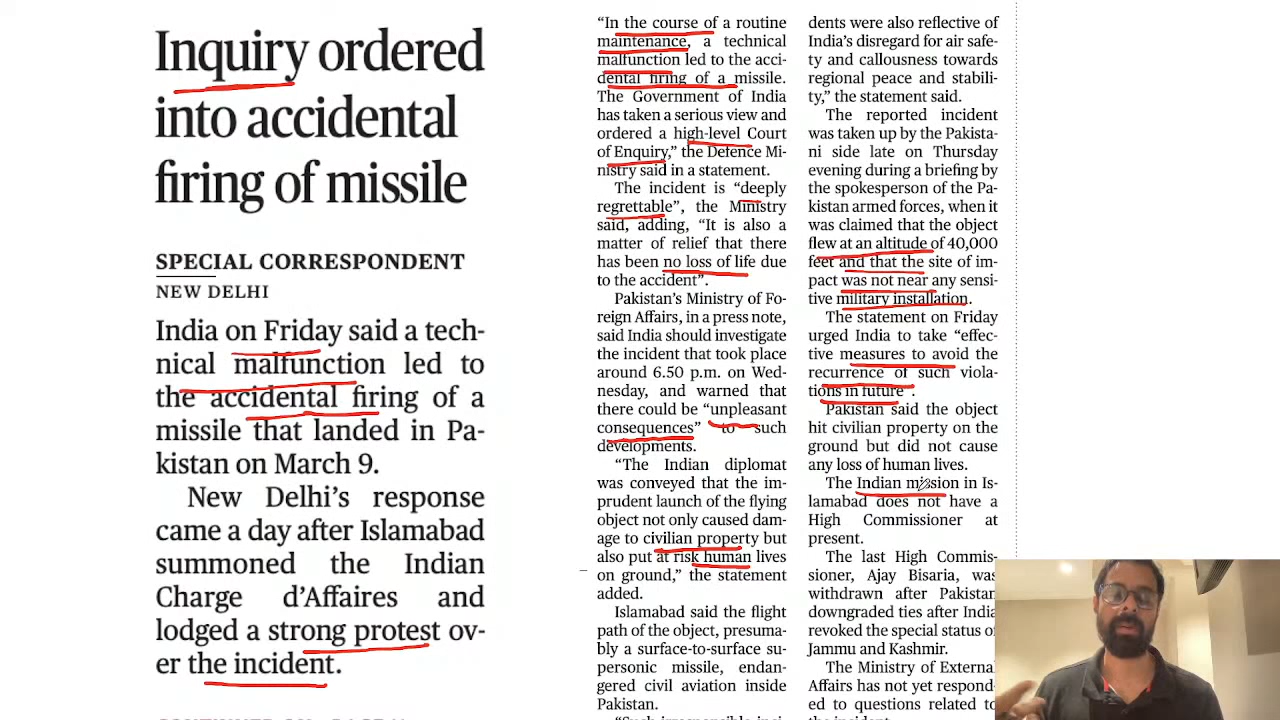 Inquiry ordered
into accidental
firing of missile
SPECIAL CORRESPONDENT
NEW DELHI
India on Friday said a tech-
nical malfunction led to
the accidental firing of a
missile that landed in Pa-
kistan on March 9.
New Delhi's response
came a day after Islamabad
summoned the Indian
Charge d'Affaires and
lodged a strong protest ov-
er the incident.
“In the course of a routine
maintenance, a technical
malfunction led to the acci-
dental firing of a missile.
The Government of India
has taken a serious view and
ordered a high-level Court
of Enquiry,” the Defence Mi-
nistry said in a statement.
The incident is “deeply
regrettable”, the Ministry
said, adding, “It is also a
matter of relief that there
has been no loss of life due
to the accident”.
Pakistan's Ministry of Fo-
reign Affairs, in a press note,
said India should investigate
the incident that took place
around 6.50 p.m. on Wed-
nesday, and warned that
there could be “unpleasant
consequences” to such
developments.
“The Indian diplomat
was conveyed that the im-
prudent launch of the flying
object not only caused dam-
age to civilian property but
also put at risk human lives
on ground,” the statement
added.
Islamabad said the flight
path of the object, presuma-
bly a surface-to-surface su-
personic missile, endan-
gered civil aviation inside
Pakistan.
dents were also reflective of
India's disregard for air safe-
ty and callousness towards
regional peace and stabili-
ty,” the statement said.
The reported incident
was taken up by the Pakista-
ni side late on Thursday
evening during a briefing by
the spokesperson of the Pa-
kistan armed forces, when it
was claimed that the object
flew at an altitude of 40,000
feet and that the site of im-
pact was not near any sensi-
tive military installation.
The statement on Friday
urged India to take “effec-
tive measures to avoid the
recurrence of such viola-
tions in future”.
Pakistan said the object
hit civilian property on the
ground but did not cause
any loss of human lives.
The Indian mission in Is-
lamabad does not have a
High Commissioner at
present.
The last High Commis-
sioner, Ajay Bisaria, was
withdrawn after Pakistan
downgraded ties after India
revoked the special status of
Jammu and Kashmir.
The Ministry of External
Affairs has not yet respond-
ed to questions related to